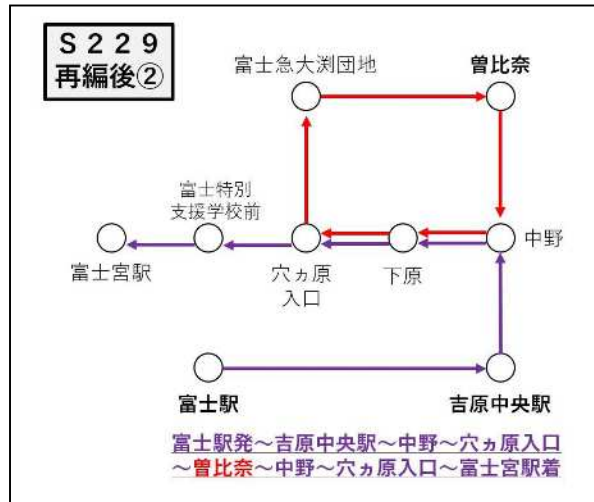 Ｓ２２９
再編後②
富士急大渕団地
曽比奈
富士特別
支援学校前
富士宮駅
穴ヵ原
入口
下原
中野
富士駅
吉原中央駅
富士駅発～吉原中央駅～中野～穴ヵ原入口
～曽比奈～中野～穴ヵ原入口～富士宮駅着